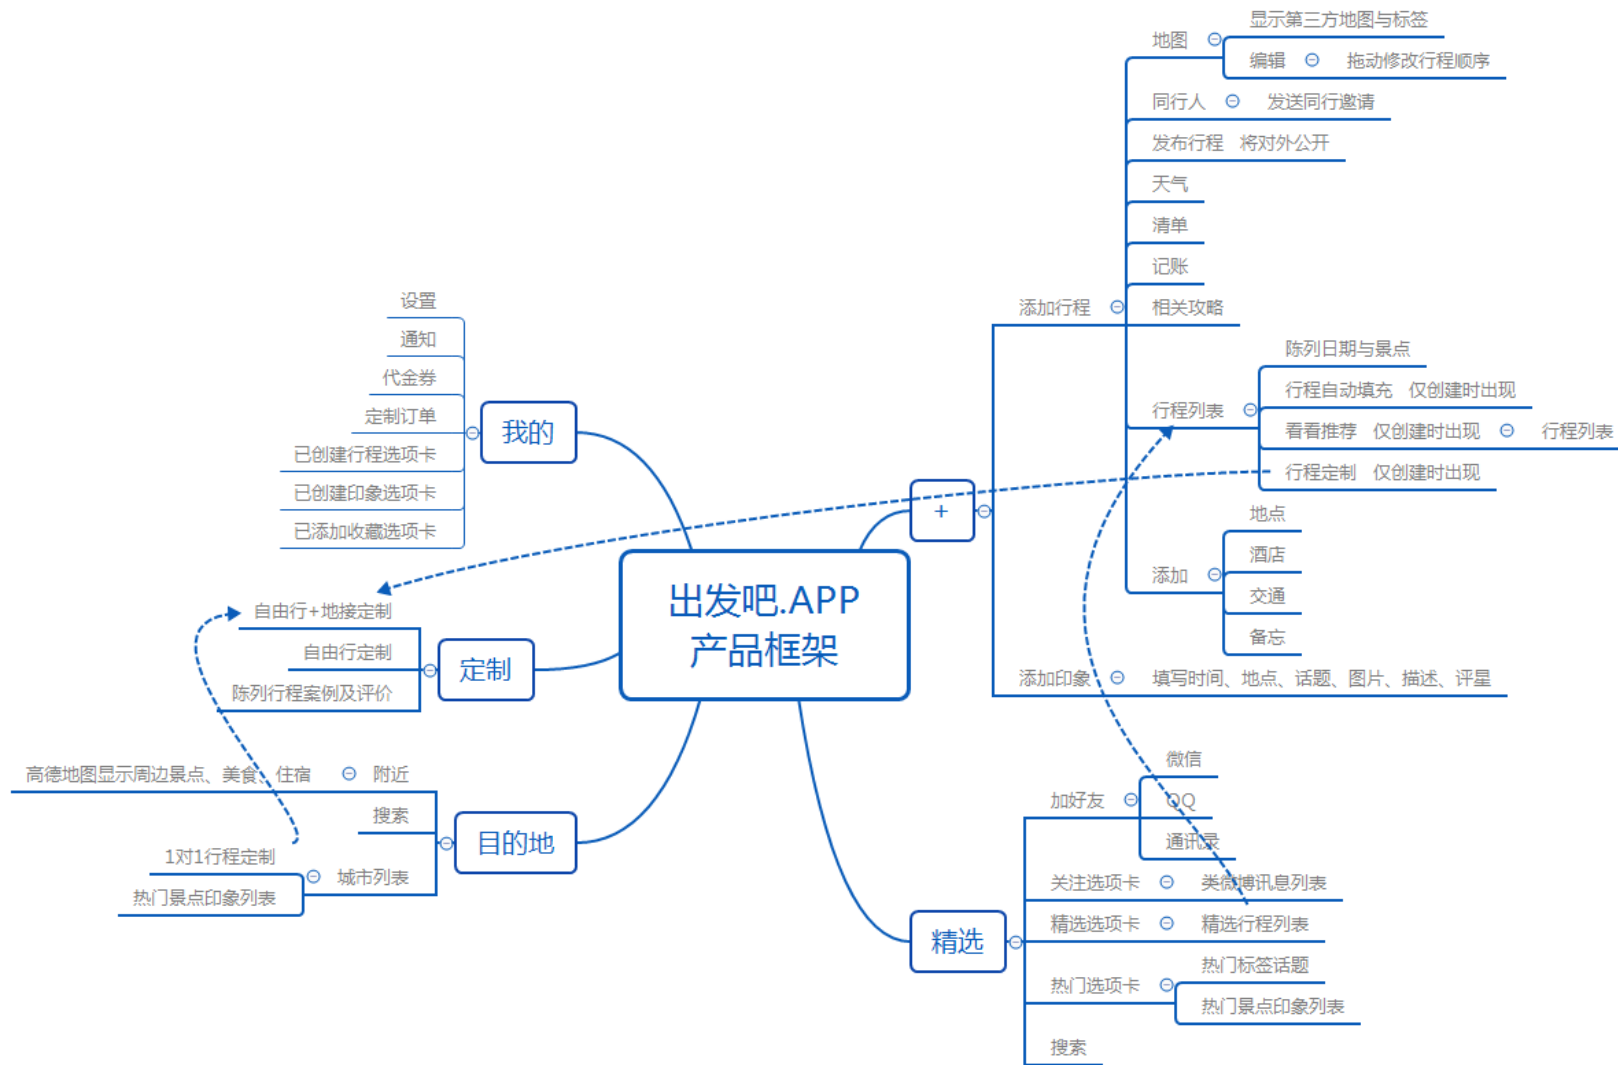 出发吧.APP
产品框架
+
添加行程
地图
显示第三方地图与标签
编辑
拖动修改行程顺序
同行人
发送同行邀请
发布行程 将对外公开
天气
清单
记账
相关攻略
行程列表
陈列日期与景点
行程自动填充 仅创建时出现
看看推荐 仅创建时出现
行程列表
行程定制 仅创建时出现
添加
地点
酒店
交通
备忘
添加印象
填写时间、地点、话题、图片、描述、评星
精选
加好友
微信
QQ
通讯录
关注选项卡
类微博讯息列表
精选选项卡
精选行程列表
热门选项卡
热门标签话题
热门景点印象列表
搜索
我的
设置
通知
代金券
定制订单
已创建行程选项卡
已创建印象选项卡
已添加收藏选项卡
定制
自由行+地接定制
自由行定制
陈列行程案例及评价
目的地
附近
高德地图显示周边景点、美食、住宿
搜索
城市列表
1对1行程定制
热门景点印象列表